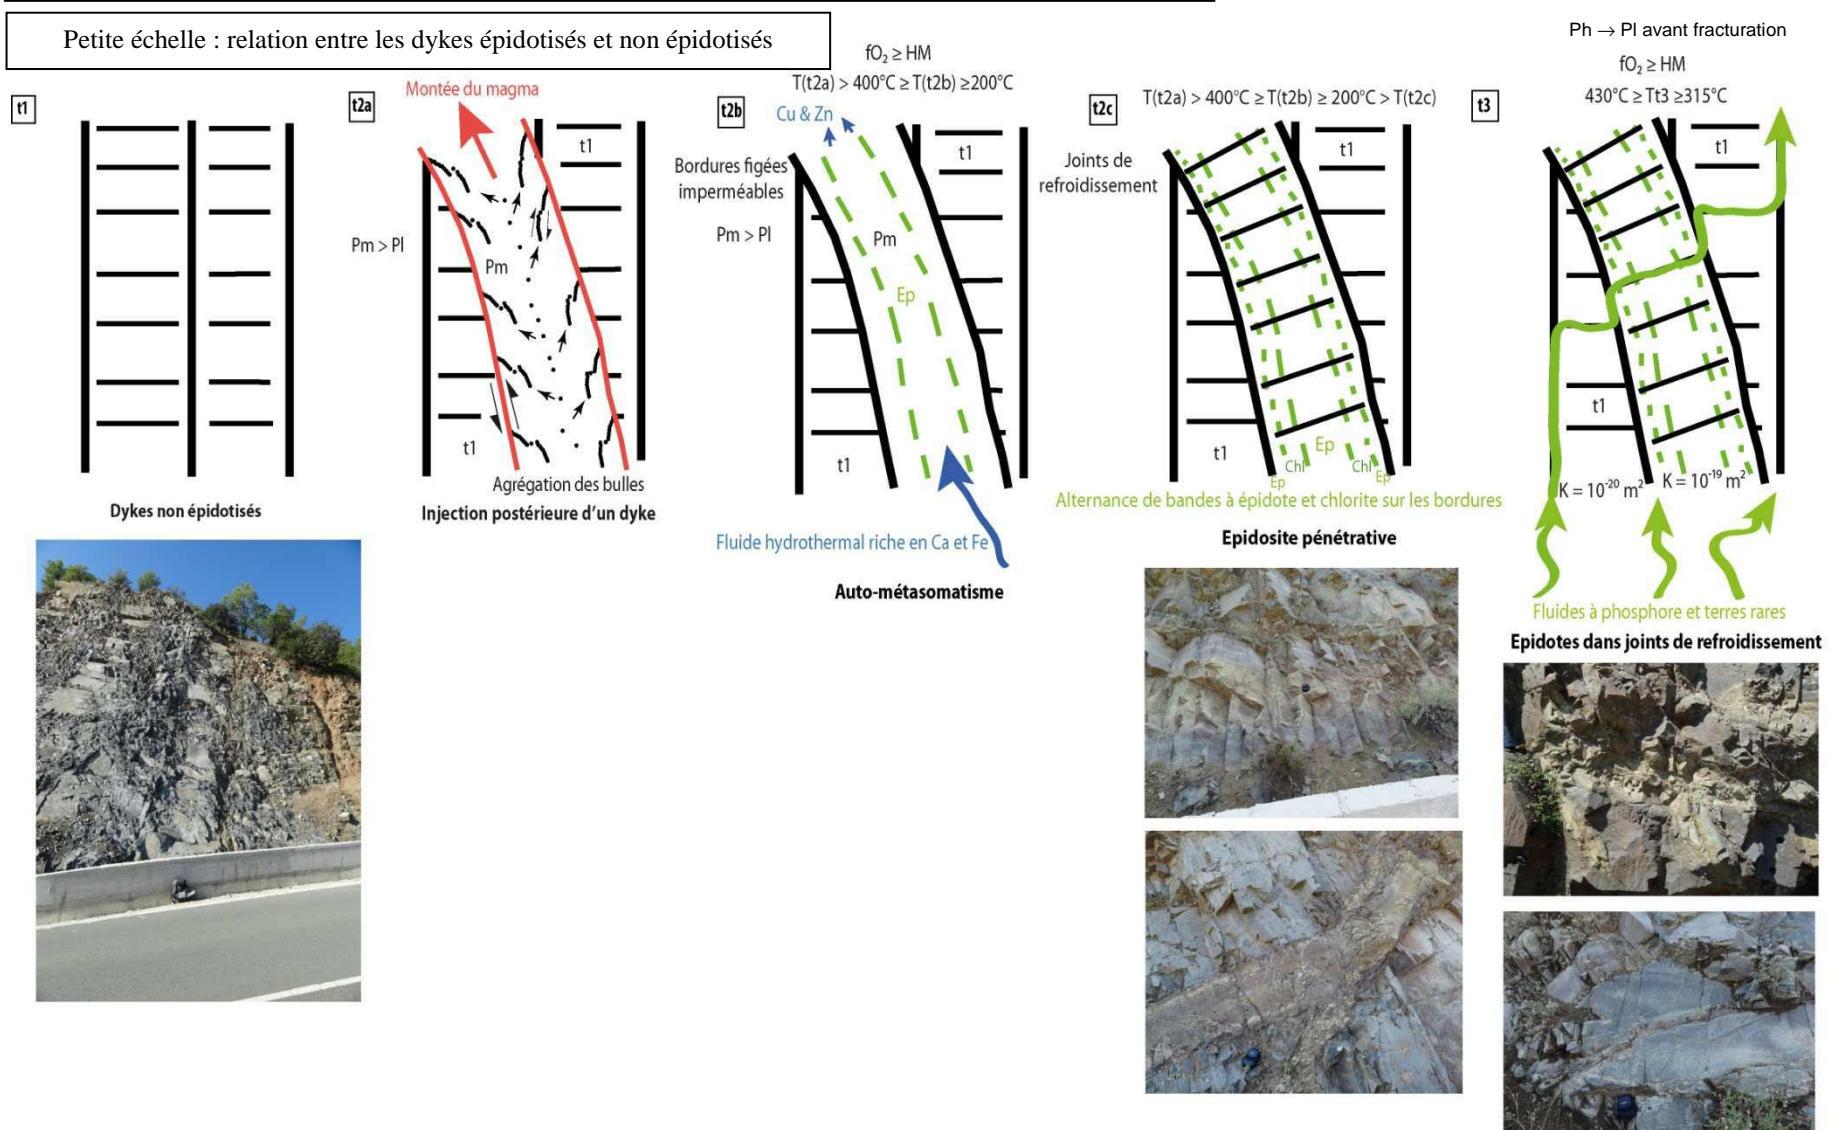 Petite échelle : relation entre les dykes épidotisés et non épidotisés
t1
Dykes non épidotisés
t2a
Montée du magma
t1
Pm > Pl
Pm
t1
Agrégation des bulles
Injection postérieure d'un dyke
fO₂ ≥ HM
T(t2a) > 400°C ≥ T(t2b) ≥200°C
t2b
Cu & Zn
Bordures figées
imperméables
t1
Pm > Pl
Pm
Ep
t1
Fluide hydrothermal riche en Ca et Fe
Auto-métasomatisme
T(t2a) > 400°C ≥ T(t2b) ≥ 200°C > T(t2c)
t2c
Joints de
refroidissement
t1
t1
Ep
Chl
Chl
Ep
Ep
Alternance de bandes à épidote et chlorite sur les bordures
Epidosite pénétrative
Ph → Pl avant fracturation
fO₂ ≥ HM
430°C ≥ Tt3 ≥315°C
t3
t1
t1
K = 10⁻²⁰ m²
K = 10⁻¹⁹ m²
Fluides à phosphore et terres rares
Epidotes dans joints de refroidissement